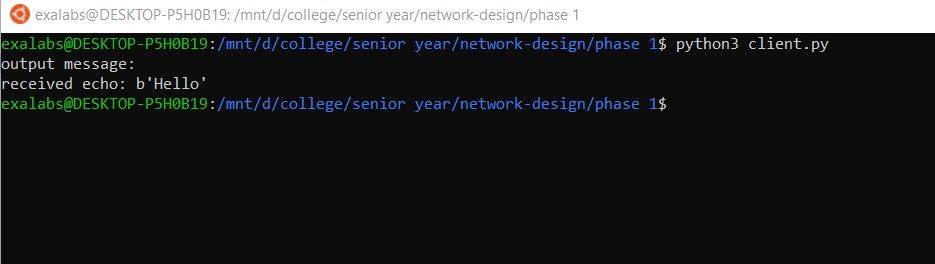 exalabs@DESKTOP-P5H0B19: /mnt/d/college/senior year/network-design/phase 1
exalabs@DESKTOP-P5H0B19:/mnt/d/college/senior year/network-design/phase 1$ python3 client.py
output message:
received echo: b'Hello'
exalabs@DESKTOP-P5H0B19:/mnt/d/college/senior year/network-design/phase 1$